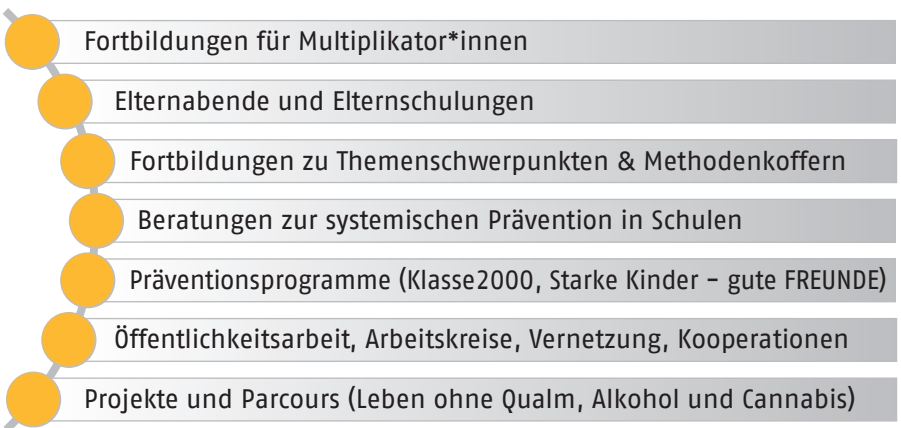 Fortbildungen für Multiplikator*innen
Elternabende und Elternschulungen
Fortbildungen zu Themenschwerpunkten & Methodenkoffern
Beratungen zur systemischen Prävention in Schulen
Präventionsprogramme (Klasse2000, Starke Kinder – gute FREUNDE)
Öffentlichkeitsarbeit, Arbeitskreise, Vernetzung, Kooperationen
Projekte und Parcours (Leben ohne Qualm, Alkohol und Cannabis)